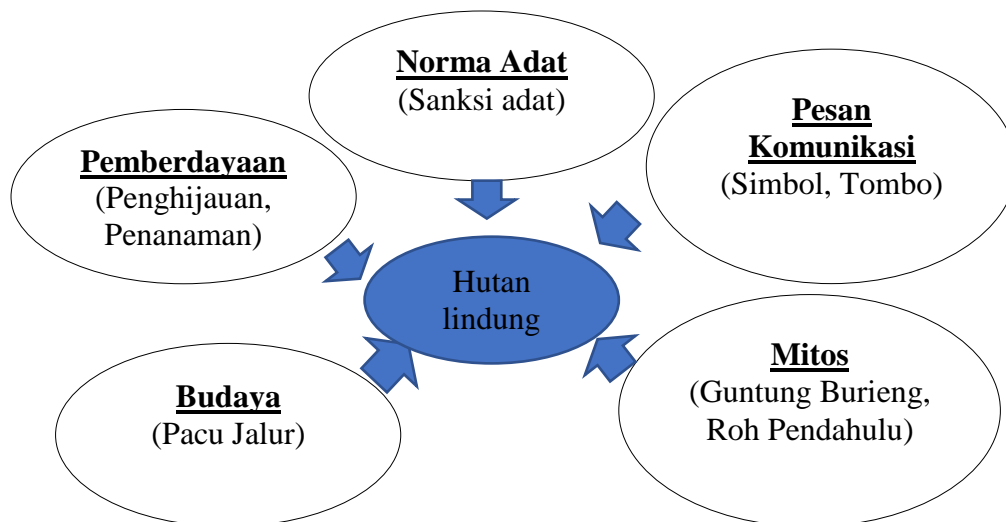 Norma Adat
(Sanksi adat)
Pesan
Komunikasi
(Simbol, Tombo)
Pemberdayaan
(Penghijauan,
Penanaman)
Hutan
lindung
Budaya
(Pacu Jalur)
Mitos
(Guntung Burieng,
Roh Pendahulu)